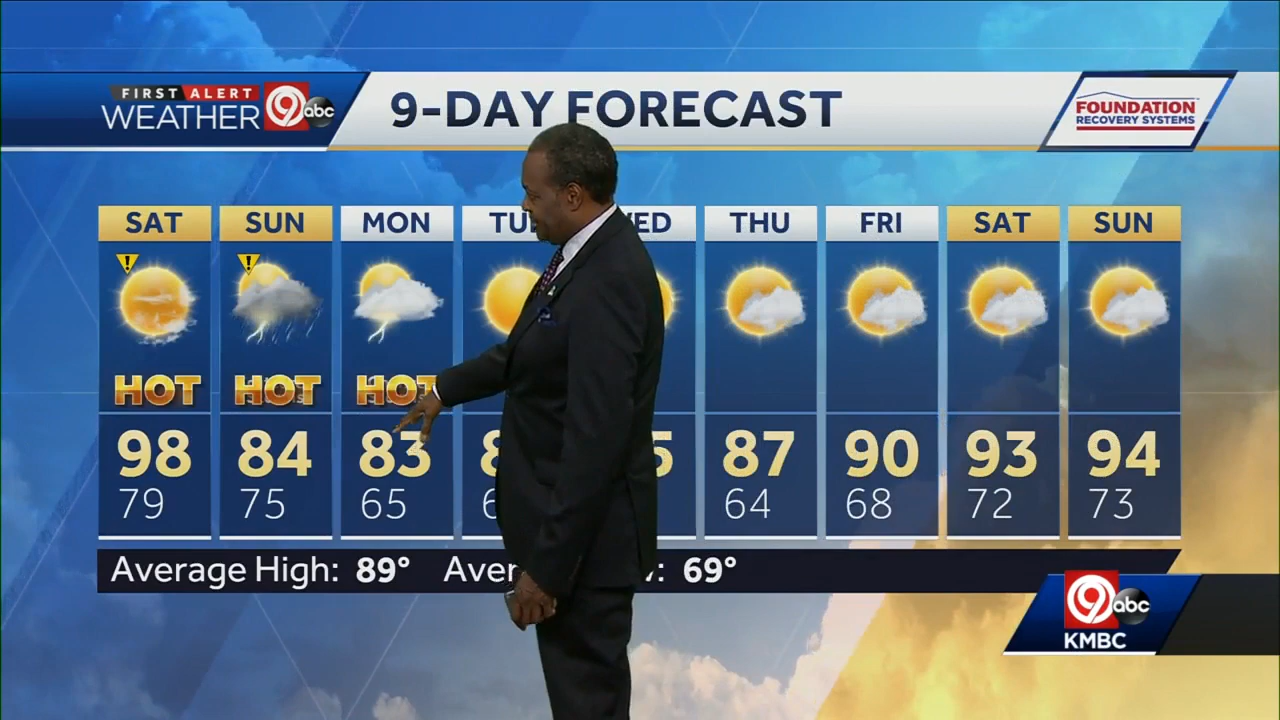 FIRST ALERT
WEATHER 9 abc
9-DAY FORECAST
FOUNDATION
RECOVERY SYSTEMS
SAT SUN MON THU FRI SAT SUN
! !
HOT HOT HOT
98 84 83 87 90 93 94
79 75 65 64 68 72 73
Average High: 89° 69°
9 abc
KMBC